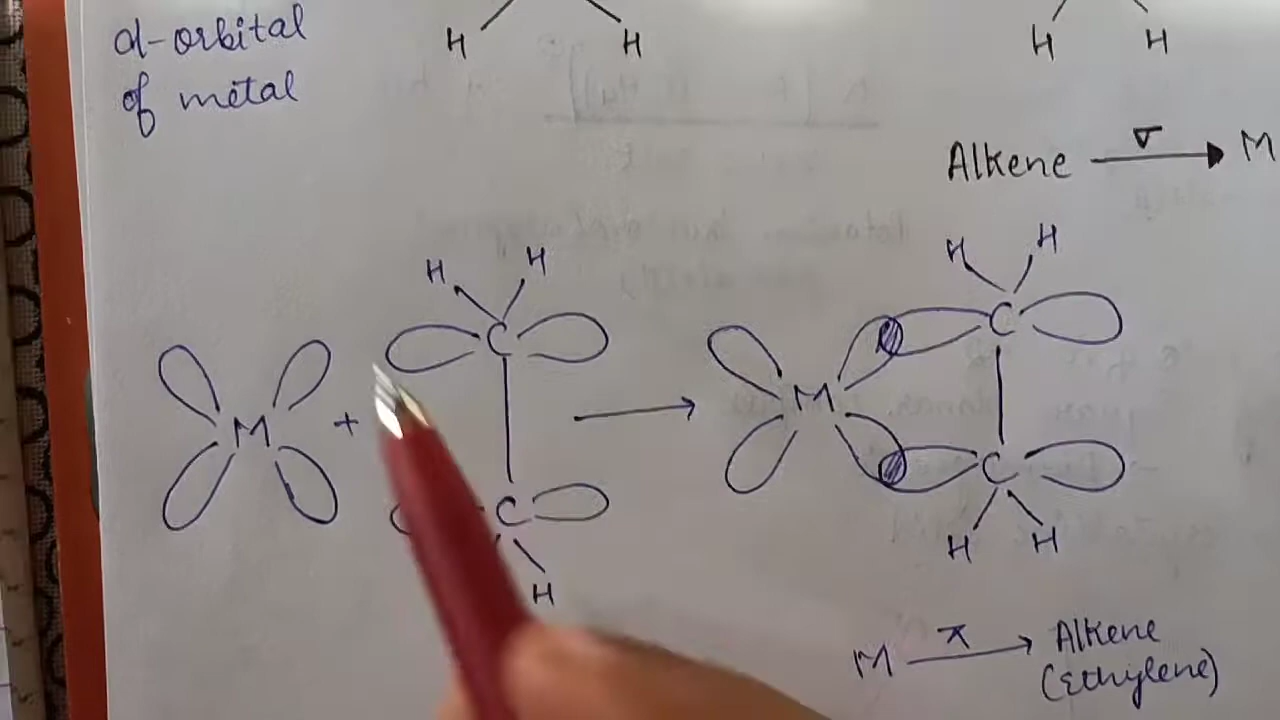 d-orbital
of metal
H H
H H
Alkene σ M
H H
C
M
+
C
H
H H
C
M
C
H H
M π Alkene
(Ethylene)